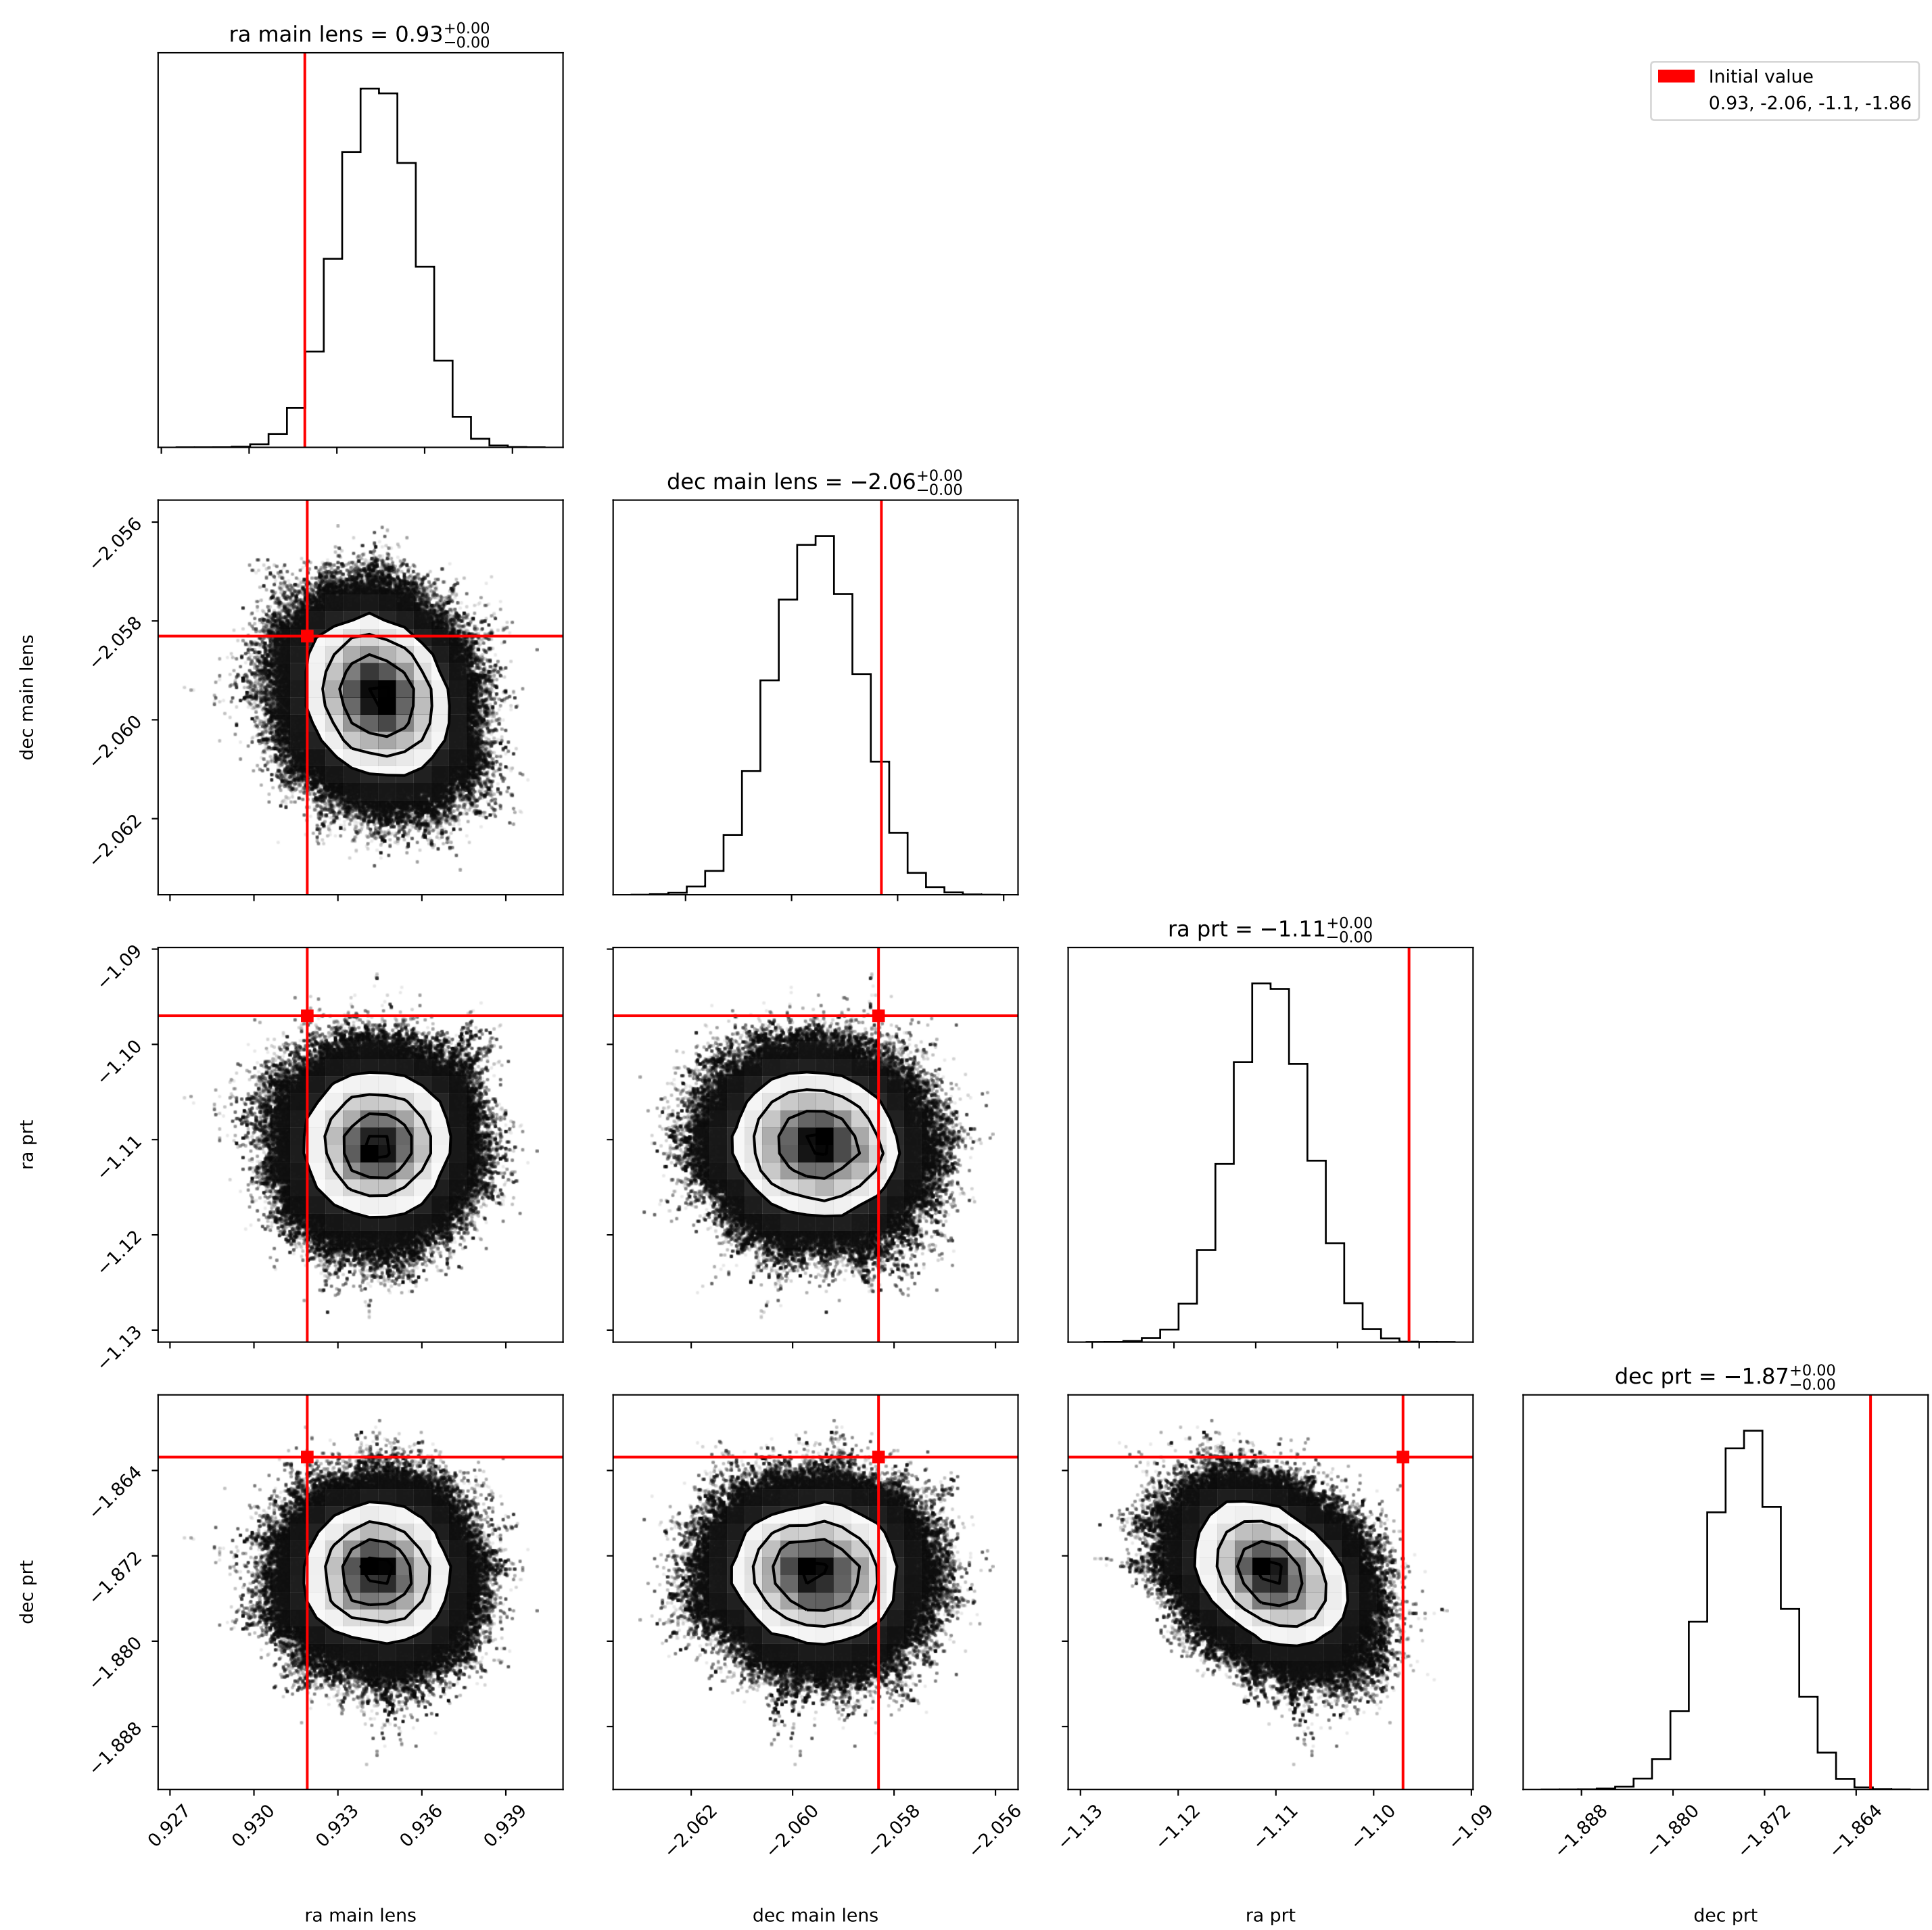 ra main lens = 0.93+0.00−0.00
Initial value
0.93, -2.06, -1.1, -1.86
dec main lens = −2.06+0.00−0.00
dec main lens
−2.056
−2.058
−2.060
−2.062
ra prt = −1.11+0.00−0.00
ra prt
−1.09
−1.10
−1.11
−1.12
−1.13
dec prt = −1.87+0.00−0.00
dec prt
−1.864
−1.872
−1.880
−1.888
0.927 0.930 0.933 0.936 0.939 −2.062 −2.060 −2.058 −2.056 −1.13 −1.12 −1.11 −1.10 −1.09 −1.888 −1.880 −1.872 −1.864
ra main lens dec main lens ra prt dec prt